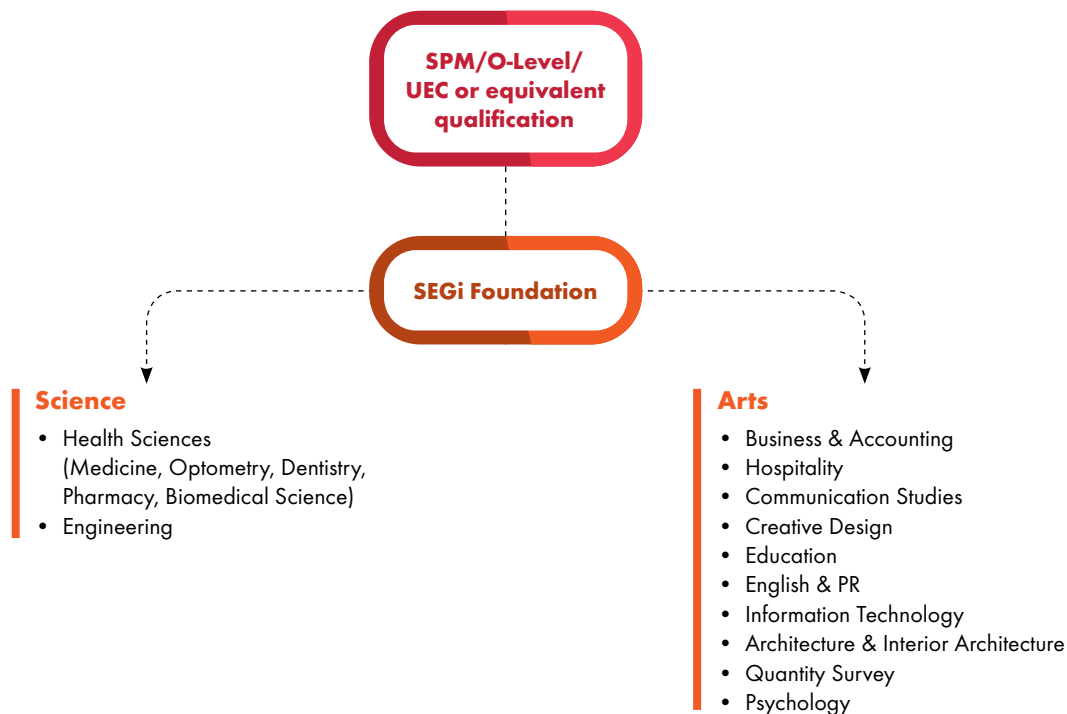 SPM/O-Level/
UEC or equivalent
qualification
SEGi Foundation
Science
• Health Sciences
(Medicine, Optometry, Dentistry,
Pharmacy, Biomedical Science)
• Engineering
Arts
• Business & Accounting
• Hospitality
• Communication Studies
• Creative Design
• Education
• English & PR
• Information Technology
• Architecture & Interior Architecture
• Quantity Survey
• Psychology